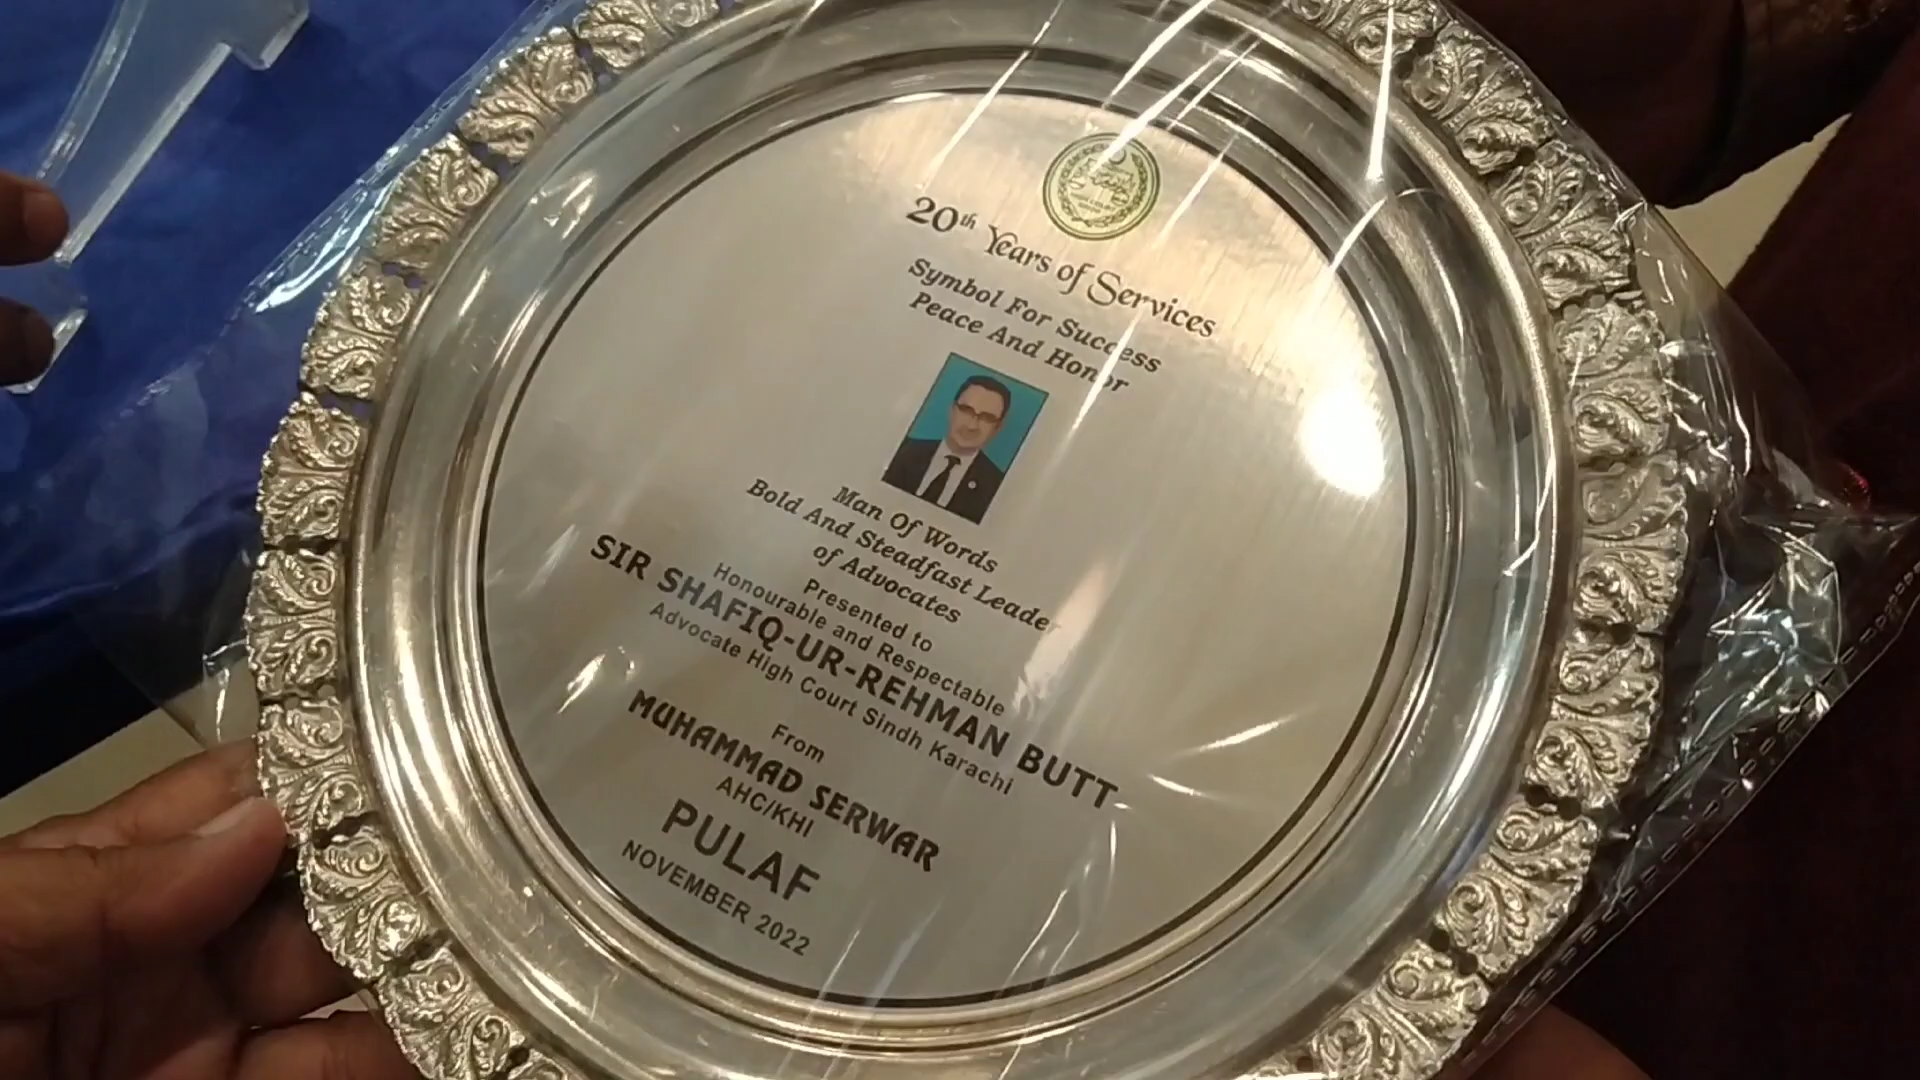 20th Years of Services
Symbol For Success
Peace And Honor
Man Of Words
Bold And Steadfast Leader
of Advocates
Presented to
Honourable and Respectable
SIR SHAFIQ-UR-REHMAN BUTT
Advocate High Court Sindh Karachi
From
MUHAMMAD SERWAR
AHC/KHI
PULAF
NOVEMBER 2022